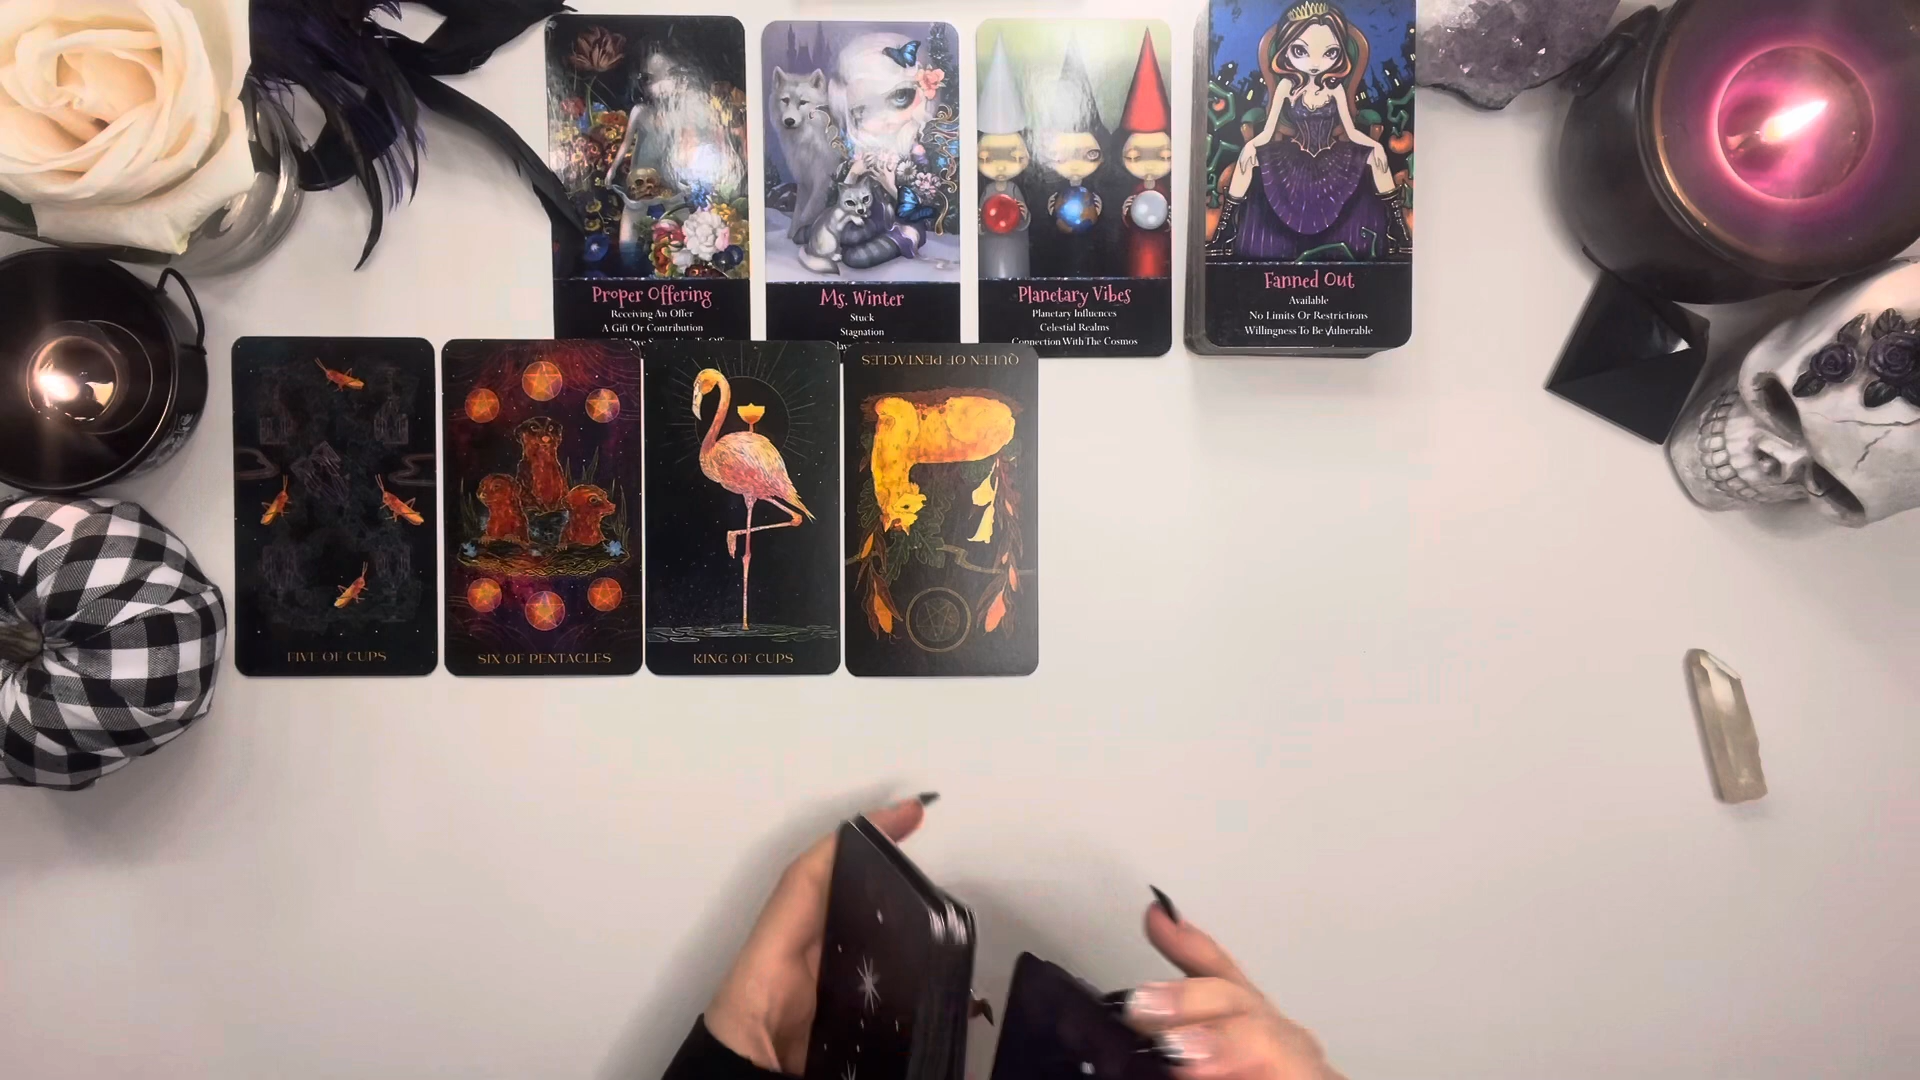 Proper Offering
Receiving An Offer
A Gift Or Contribution
Ms. Winter
Stuck
Stagnation
Planetary Vibes
Planetary Influences
Celestial Realms
Connection With The Cosmos
Fanned Out
Available
No Limits Or Restrictions
Willingness To Be Vulnerable
FIVE OF CUPS
SIX OF PENTACLES
KING OF CUPS
QUEEN OF PENTACLES